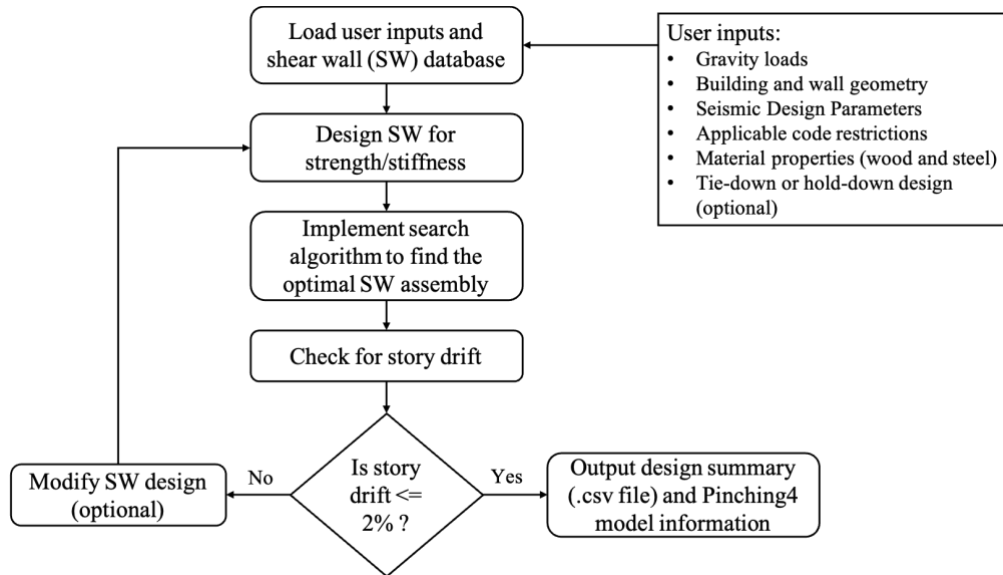 Load user inputs and
shear wall (SW) database
User inputs:
• Gravity loads
• Building and wall geometry
• Seismic Design Parameters
• Applicable code restrictions
• Material properties (wood and steel)
• Tie-down or hold-down design
(optional)
Design SW for
strength/stiffness
Implement search
algorithm to find the
optimal SW assembly
Check for story drift
Is story
drift <=
2% ?
No
Modify SW design
(optional)
Yes
Output design summary
(.csv file) and Pinching4
model information